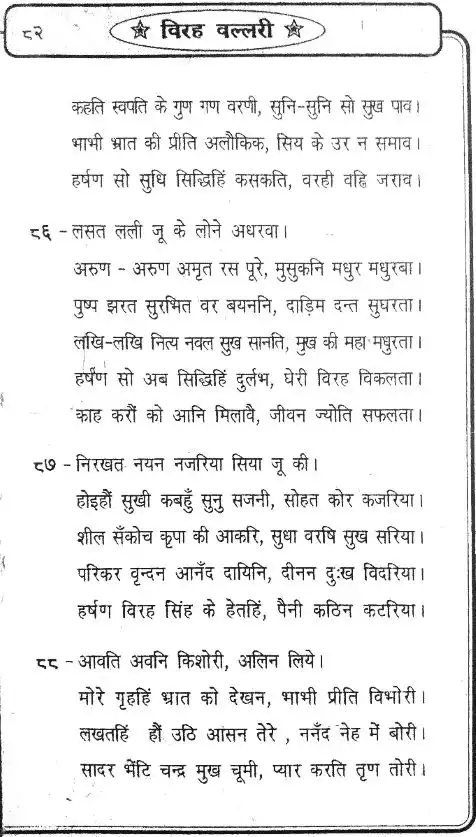 ८२
☆ विरह वल्लरी ☆
कहति स्वपति के गुण गण वरणी, सुनि-सुनि सो सुख पाव।
भाभी भ्रात की प्रीति अलौकिक, सिय के उर न समाव।
हर्षण सो सुधि सिद्धिहिं कसकति, वरही वह्नि जराव।
८६ - लसत लली जू के लोने अधरवा।
अरुण - अरुण अमृत रस पूरे, मुसुकनि मधुर मधुरबा।
पुष्प झरत सुरभित वर बयननि, दाड़िम दन्त सुघरता।
लखि-लखि नित्य नवल सुख सानति, मुख की महा मधुरता।
हर्षण सो अब सिद्धिहिं दुर्लभ, घेरी विरह विकलता।
काह करौं को आनि मिलावै, जीवन ज्योति सफलता।
८७ - निरखत नयन नजरिया सिया जू की।
होइहौं सुखी कबहुँ सुनु सजनी, सोहत कोर कजरिया।
शील सँकोच कृपा की आकरि, सुधा वरषि सुख सरिया।
परिकर वृन्दन आनँद दायिनि, दीनन दुःख विदरिया।
हर्षण विरह सिंह के हेतहिं, पैनी कठिन कटरिया।
८८ - आवति अवनि किशोरी, अलिन लिये।
मोरे गृहहिं भ्रात को देखन, भाभी प्रीति विभोरी।
लखतहिं हौं उठि आसन तेरे , ननँद नेह में बोरी।
सादर भेंटि चन्द्र मुख चूमी, प्यार करति तृण तोरी।